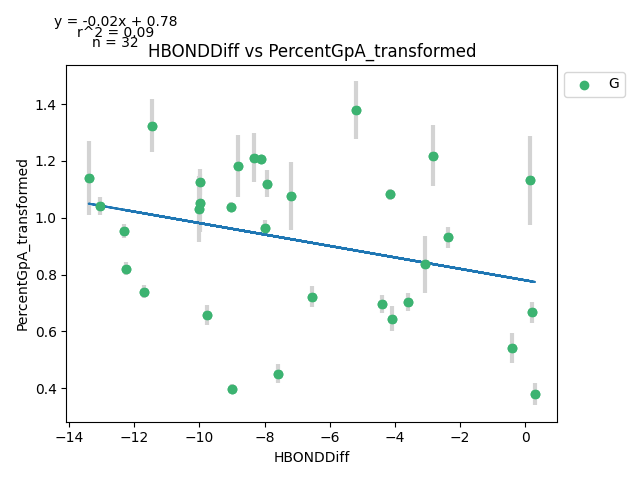 y = -0.02x + 0.78
r^2 = 0.09
n = 32
HBONDDiff vs PercentGpA_transformed
G
1.4
1.2
1.0
0.8
0.6
0.4
PercentGpA_transformed
−14 −12 −10 −8 −6 −4 −2 0
HBONDDiff